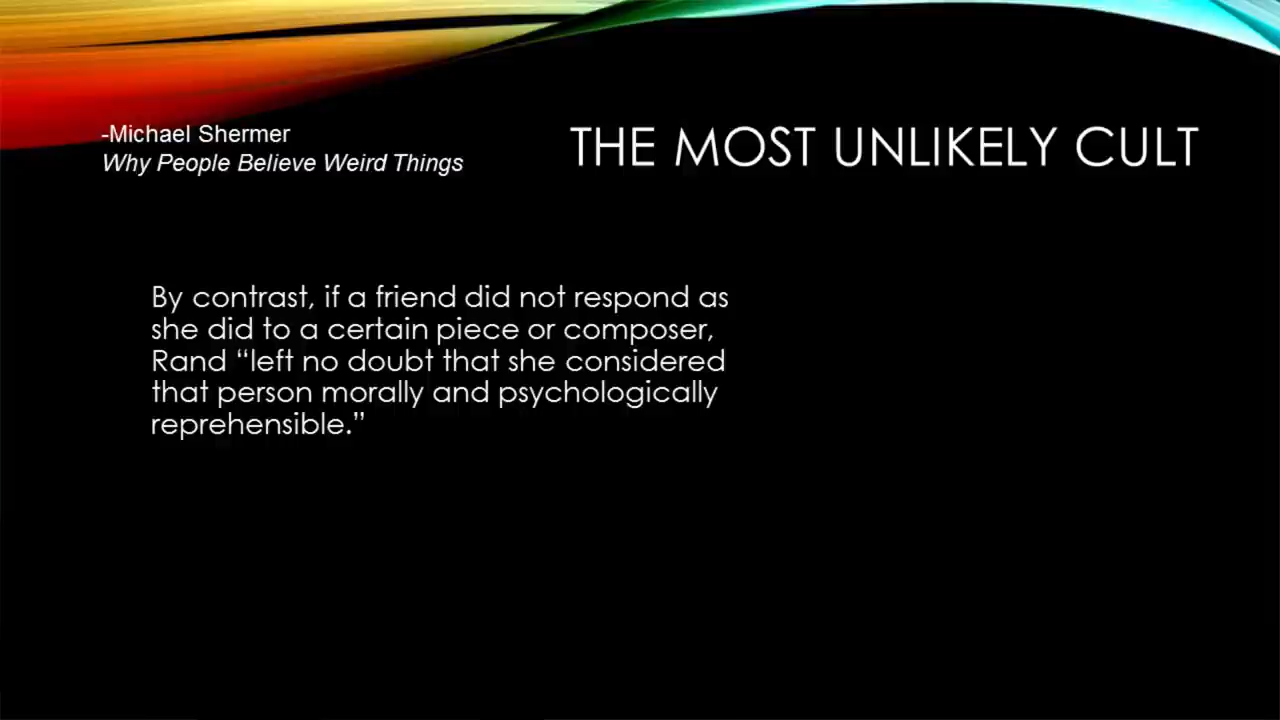 -Michael Shermer
Why People Believe Weird Things
THE MOST UNLIKELY CULT
By contrast, if a friend did not respond as
she did to a certain piece or composer,
Rand “left no doubt that she considered
that person morally and psychologically
reprehensible.”